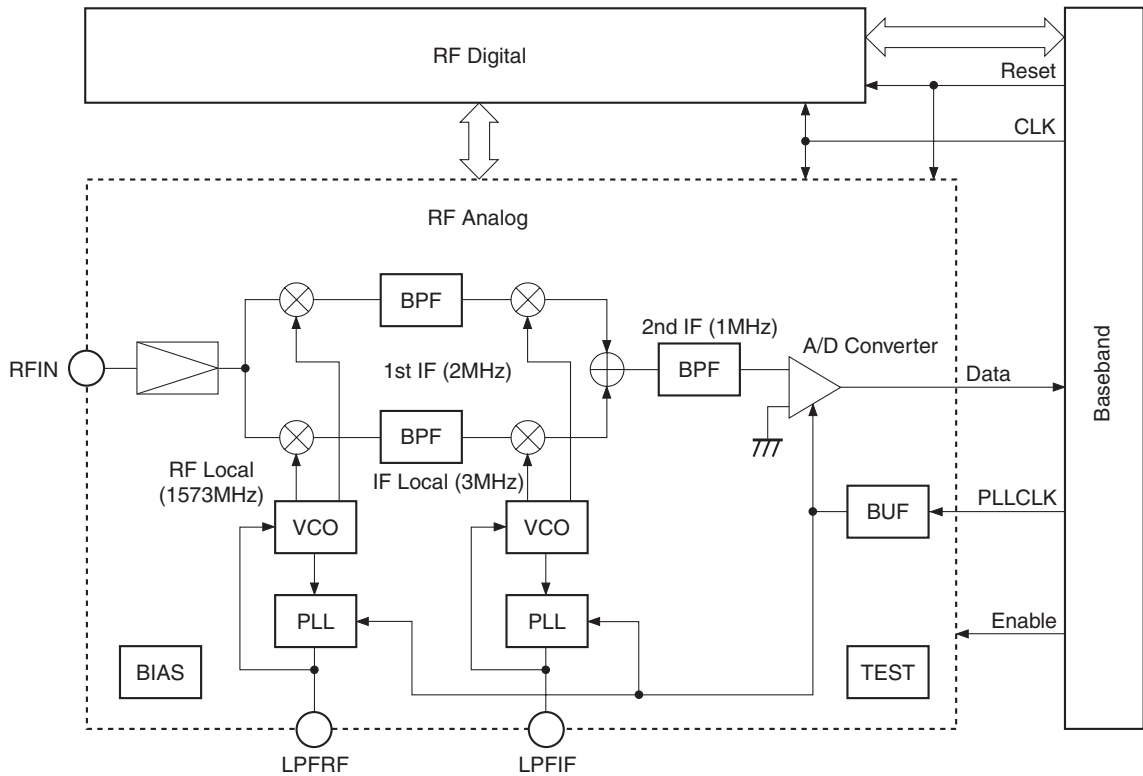 RF Digital
Reset
CLK
RF Analog
BPF
2nd IF (1MHz)
A/D Converter
RFIN
1st IF (2MHz)
BPF
Data
Baseband
BPF
RF Local
(1573MHz)
IF Local (3MHz)
VCO
VCO
BUF
PLLCLK
PLL
PLL
Enable
BIAS
TEST
LPFRF
LPFIF